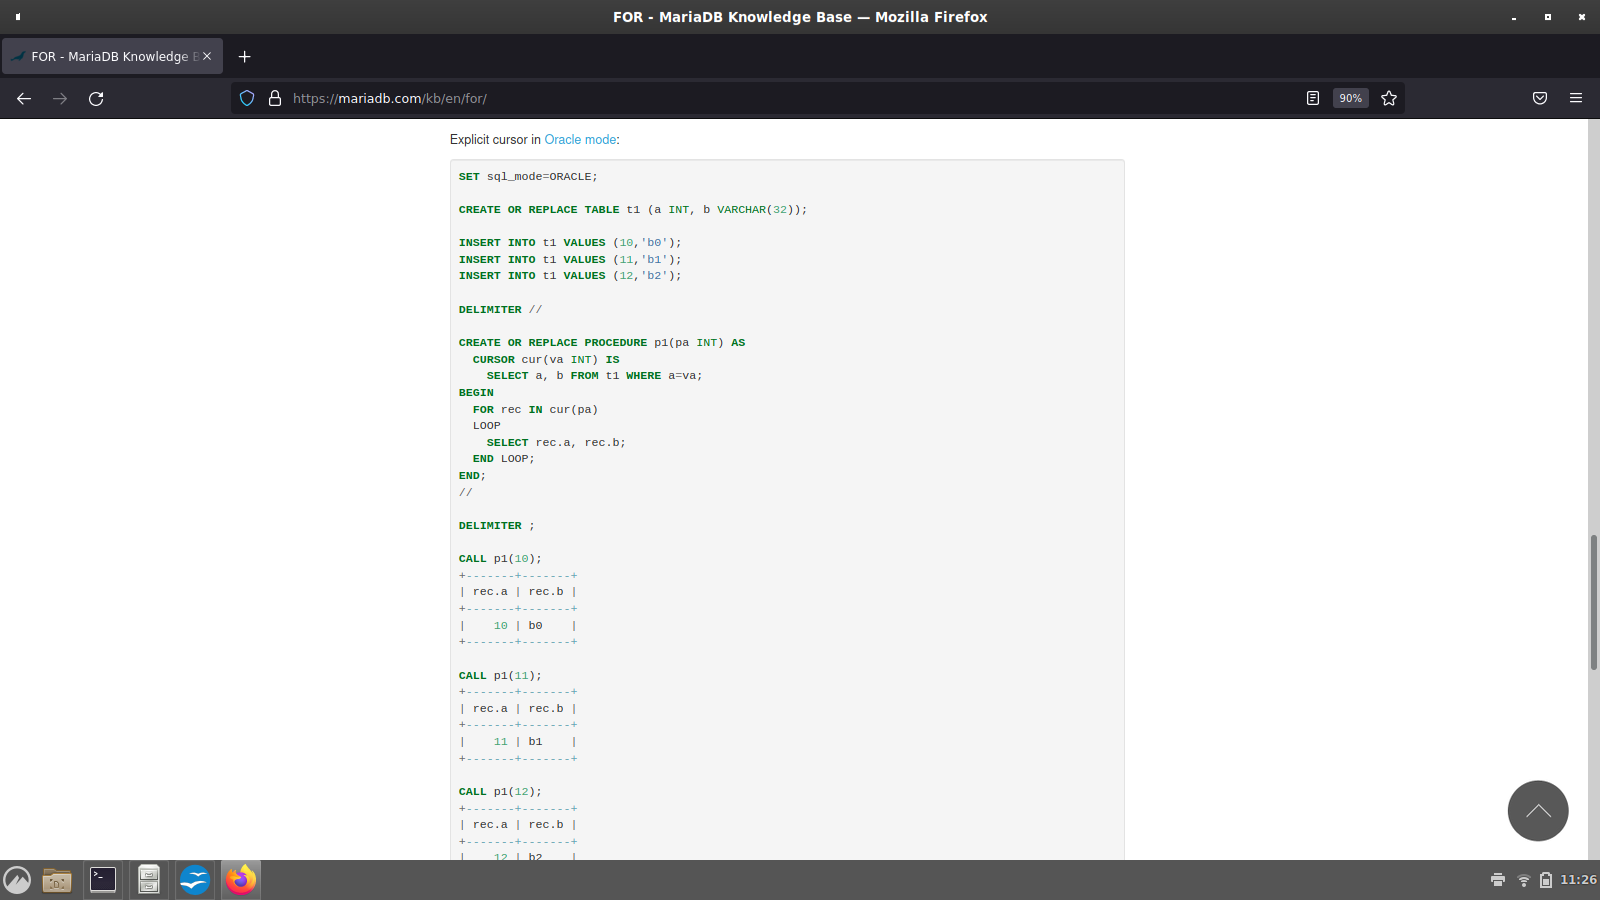 FOR - MariaDB Knowledge Base — Mozilla Firefox
FOR - MariaDB Knowledge B
https://mariadb.com/kb/en/for/
90%
Explicit cursor in Oracle mode:
SET sql_mode=ORACLE;
CREATE OR REPLACE TABLE t1 (a INT, b VARCHAR(32));
INSERT INTO t1 VALUES (10,'b0');
INSERT INTO t1 VALUES (11,'b1');
INSERT INTO t1 VALUES (12,'b2');
DELIMITER //
CREATE OR REPLACE PROCEDURE p1(pa INT) AS
  CURSOR cur(va INT) IS
    SELECT a, b FROM t1 WHERE a=va;
BEGIN
  FOR rec IN cur(pa)
  LOOP
    SELECT rec.a, rec.b;
  END LOOP;
END;
//
DELIMITER ;
CALL p1(10);
+-------+-------+
| rec.a | rec.b |
+-------+-------+
|    10 | b0    |
+-------+-------+
CALL p1(11);
+-------+-------+
| rec.a | rec.b |
+-------+-------+
|    11 | b1    |
+-------+-------+
CALL p1(12);
+-------+-------+
| rec.a | rec.b |
+-------+-------+
|    12 | b2    |
11:26